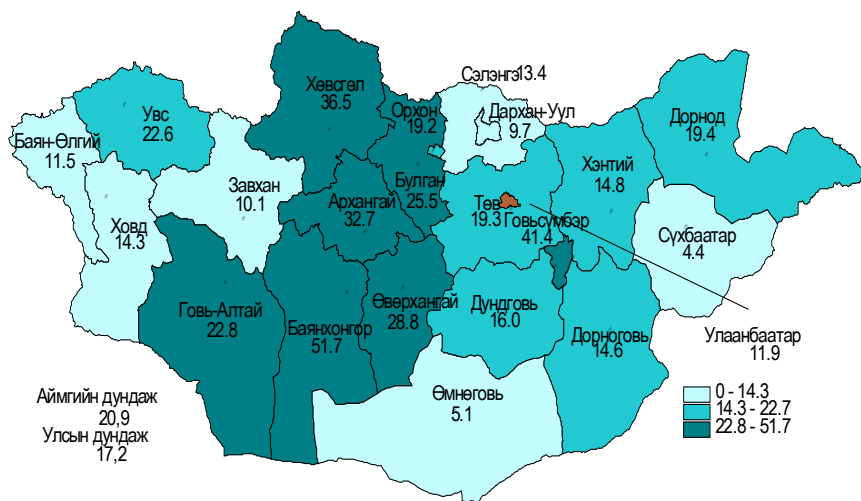 Сэлэнгэ13.4
Хөвсгөл
36.5
Орхон
19.2
Дархан-Уул
9.7
Увс
22.6
Дорнод
19.4
Баян-Өлгий
11.5
Хэнтий
14.8
Завхан
10.1
Булган
25.5
Архангай
32.7
Төв
19.3
Говьсүмбэр
41.4
Ховд
14.3
Сүхбаатар
4.4
Говь-Алтай
22.8
Баянхонгор
51.7
Өвөрхангай
28.8
Дундговь
16.0
Дорноговь
14.6
Улаанбаатар
11.9
Өмнөговь
5.1
Аймгийн дундаж
20,9
Улсын дундаж
17,2
0 - 14.3
14.3 - 22.7
22.8 - 51.7